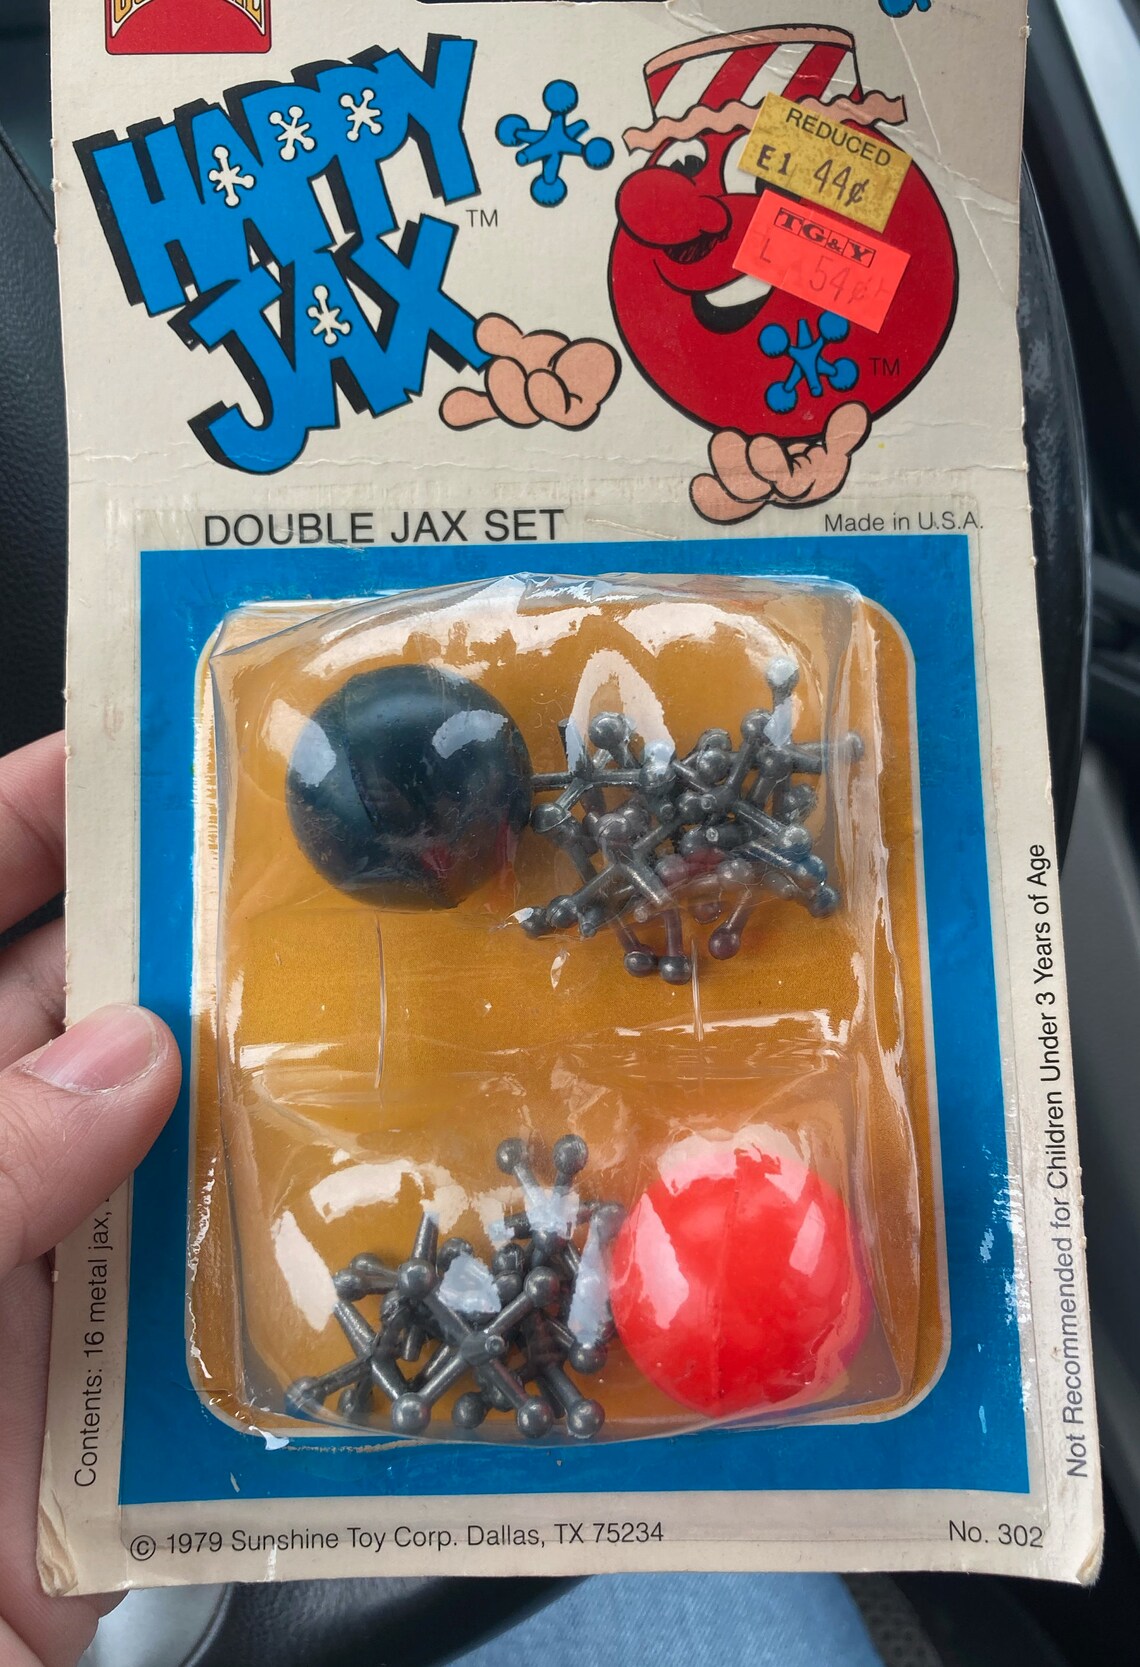 HAPPY
JAX
TM
REDUCED
E1 44¢
TG&Y
L 54¢
TM
DOUBLE JAX SET
Made in U.S.A.
Contents: 16 metal jax,
Not Recommended for Children Under 3 Years of Age
© 1979 Sunshine Toy Corp. Dallas, TX 75234
No. 302